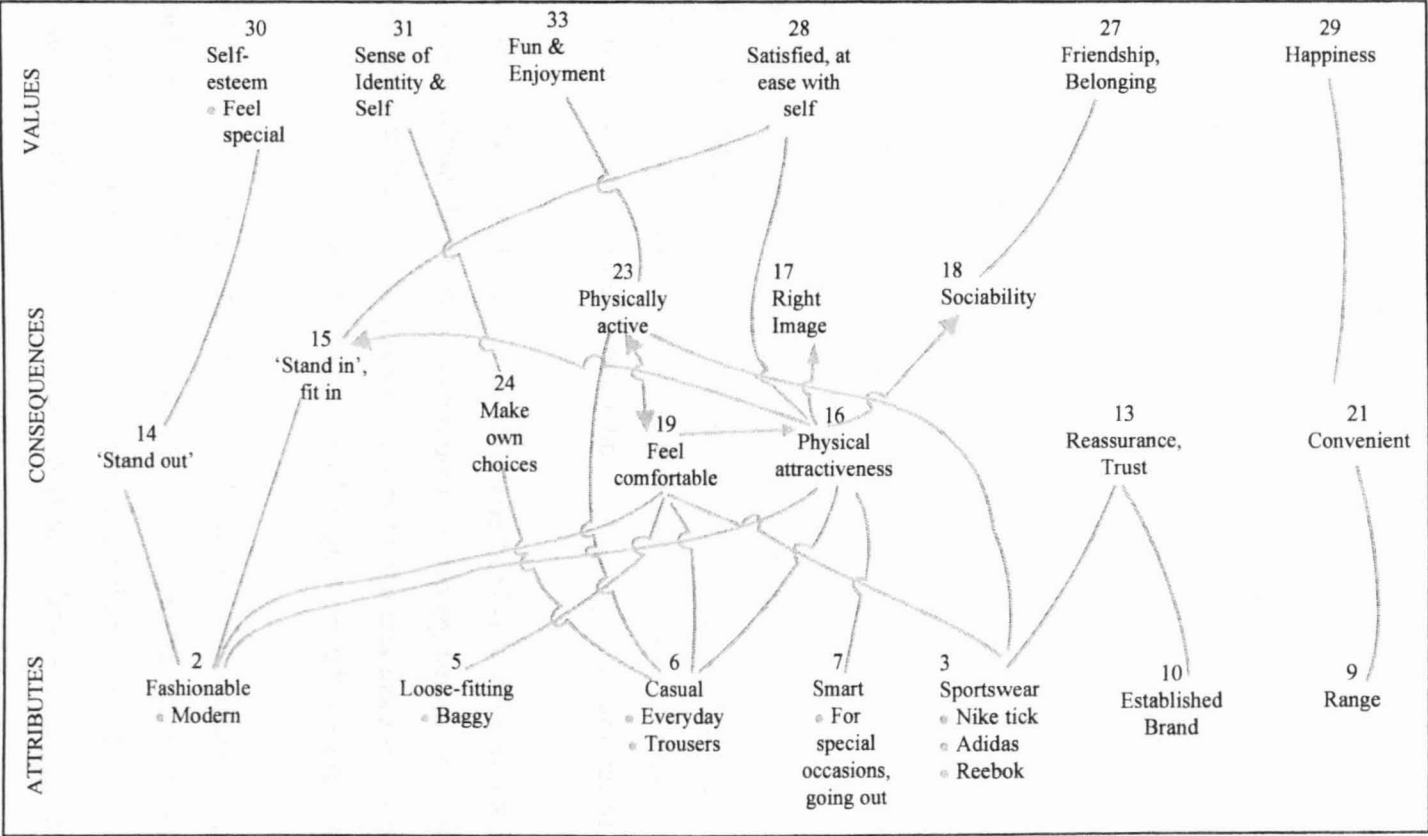 VALUES
30
Self-
esteem
• Feel
special
31
Sense of
Identity &
Self
33
Fun &
Enjoyment
28
Satisfied, at
ease with
self
27
Friendship,
Belonging
29
Happiness
CONSEQUENCES
14
‘Stand out’
15
‘Stand in’,
fit in
24
Make
own
choices
23
Physically
active
19
Feel
comfortable
17
Right
Image
16
Physical
attractiveness
18
Sociability
13
Reassurance,
Trust
21
Convenient
ATTRIBUTES
2
Fashionable
• Modern
5
Loose-fitting
• Baggy
6
Casual
• Everyday
• Trousers
7
Smart
• For
special
occasions,
going out
3
Sportswear
• Nike tick
• Adidas
• Reebok
10
Established
Brand
9
Range